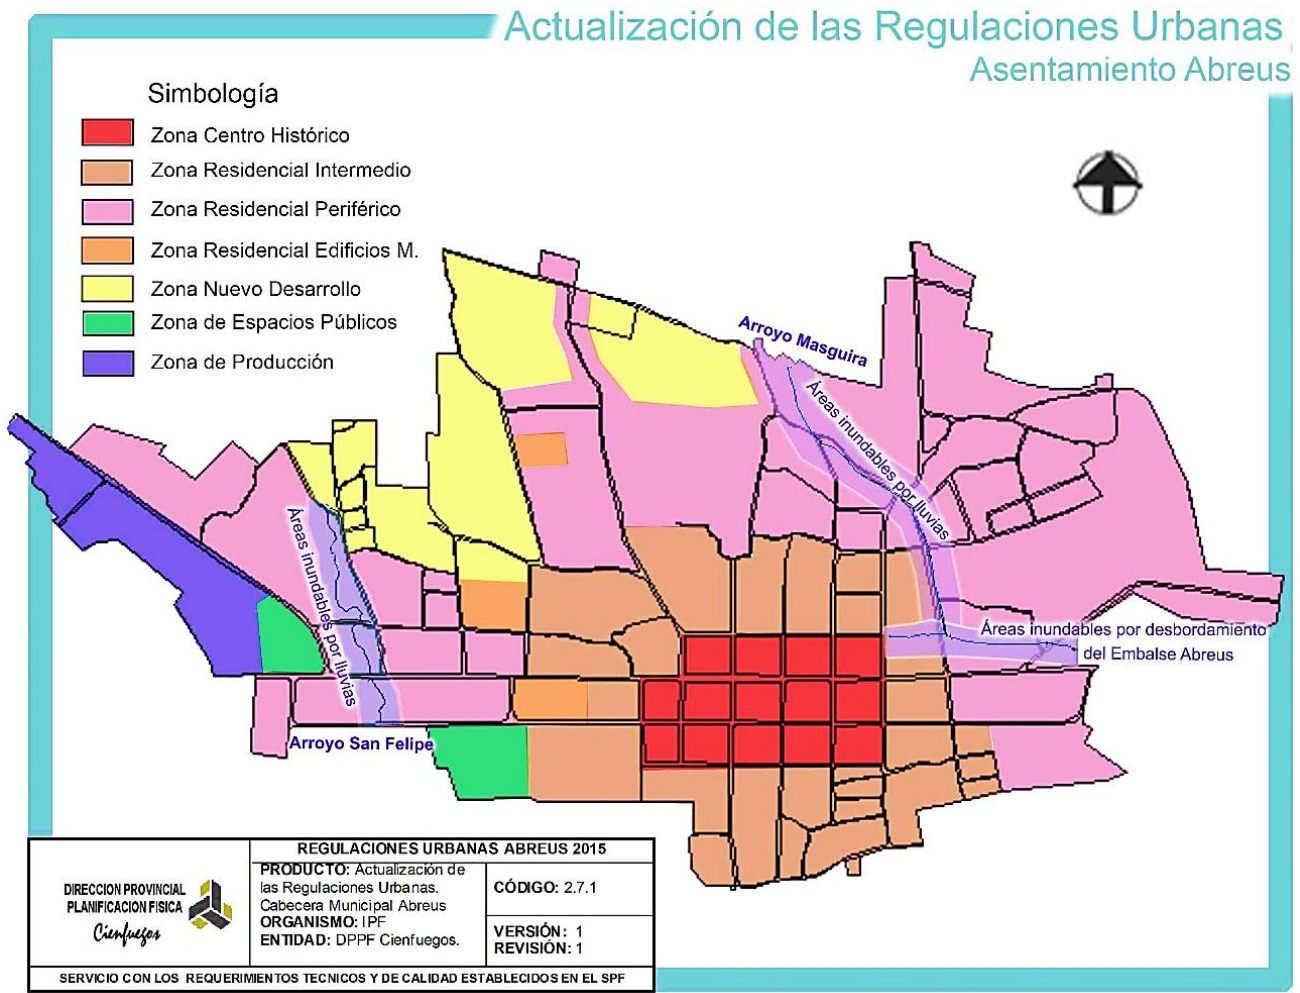 Actualización de las Regulaciones Urbanas
Asentamiento Abreus
Simbología
Zona Centro Histórico
Zona Residencial Intermedio
Zona Residencial Periférico
Zona Residencial Edificios M.
Zona Nuevo Desarrollo
Zona de Espacios Públicos
Zona de Producción
Arroyo Masguira
Áreas inundables por lluvias
Áreas inundables por lluvias
Áreas inundables por desbordamiento
del Embalse Abreus
Arroyo San Felipe
REGULACIONES URBANAS ABREUS 2015
DIRECCION PROVINCIAL
PLANIFICACION FISICA
Cienfuegos
PRODUCTO: Actualización de
las Regulaciones Urbanas.
Cabecera Municipal Abreus
ORGANISMO: IPF
ENTIDAD: DPPF Cienfuegos.
CÓDIGO: 2.7.1
VERSIÓN: 1
REVISIÓN: 1
SERVICIO CON LOS REQUERIMIENTOS TECNICOS Y DE CALIDAD ESTABLECIDOS EN EL SPF